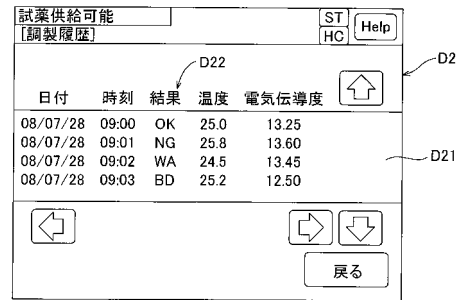 試薬供給可能 ST Help
[調製履歴] HC
D22
D2
日付 時刻 結果 温度 電気伝導度
08/07/28 09:00 OK 25.0 13.25
08/07/28 09:01 NG 25.8 13.60
08/07/28 09:02 WA 24.5 13.45
08/07/28 09:03 BD 25.2 12.50
D21
戻る